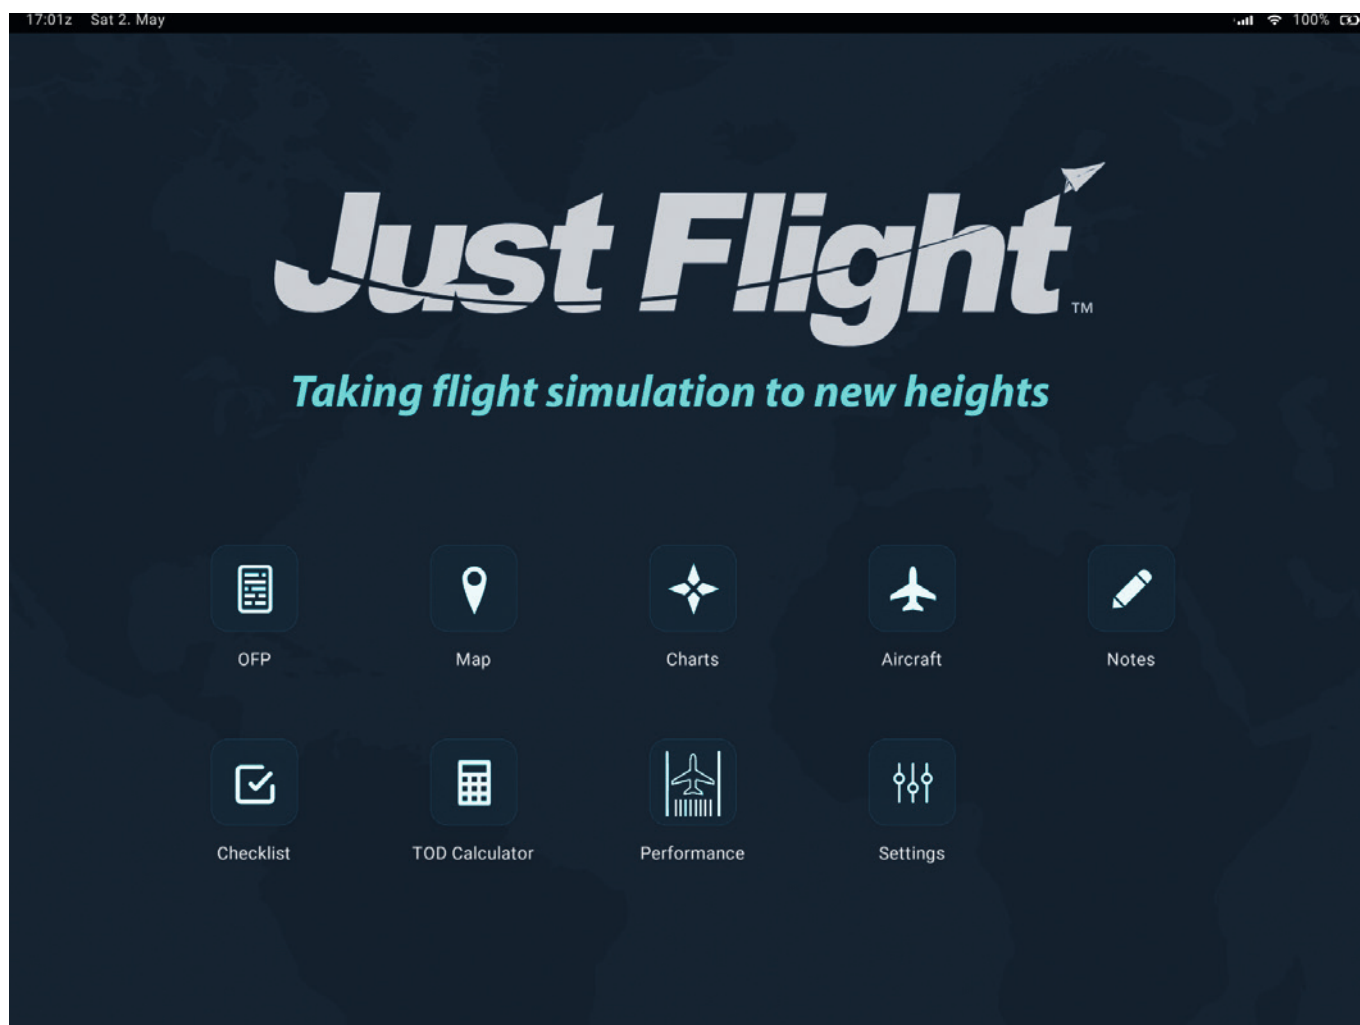 17:01z Sat 2. May 100%
Just Flight TM
Taking flight simulation to new heights
OFP Map Charts Aircraft Notes
Checklist TOD Calculator Performance Settings